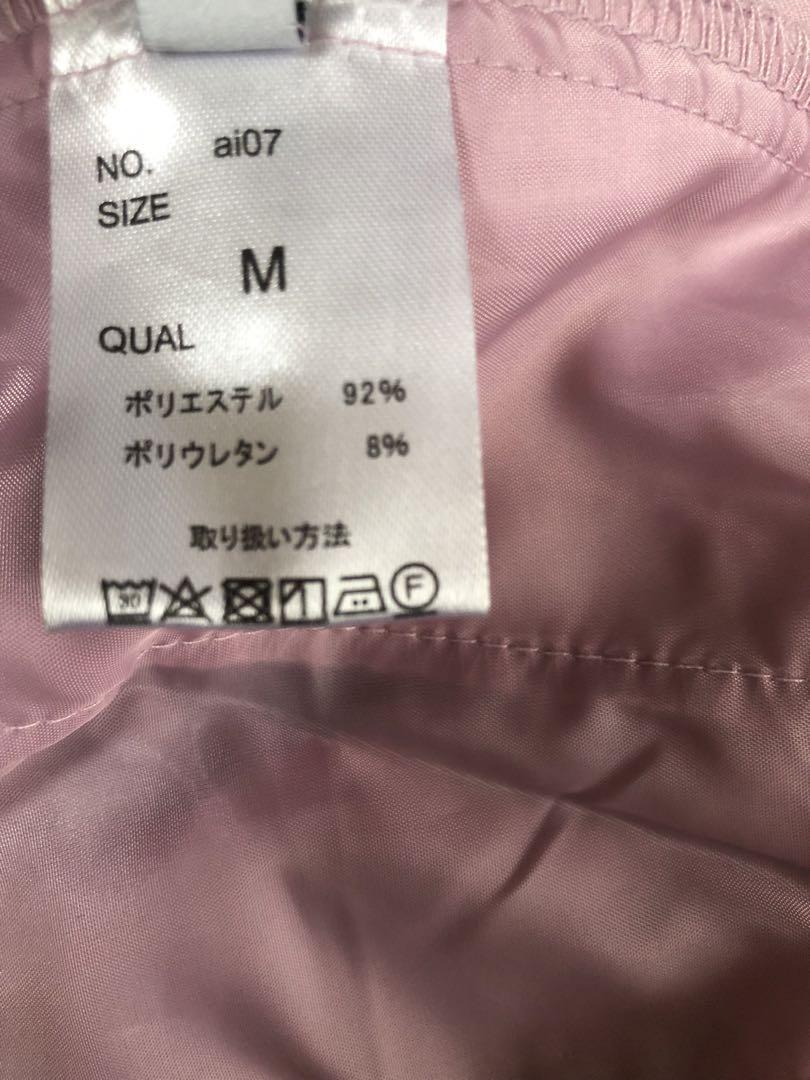 NO. ai07
SIZE
M
QUAL
ポリエステル 92%
ポリウレタン 8%
取り扱い方法
30
F